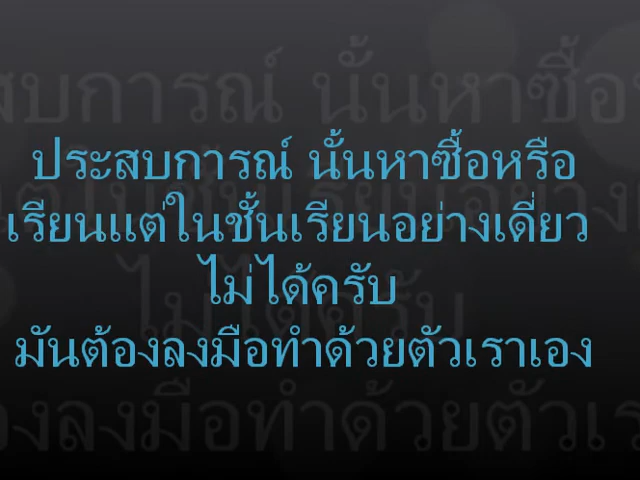 ประสบการณ์ นั้นหาซื้อหรือ
เรียนแต่ในชั้นเรียนอย่างเดี่ยว
ไม่ได้ครับ
มันต้องลงมือทำด้วยตัวเราเอง